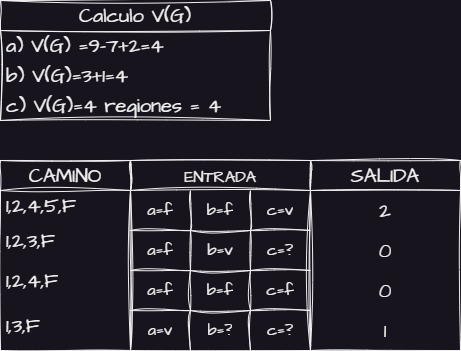 Calculo V(G)
a) V(G) =9-7+2=4
b) V(G)=3+1=4
c) V(G)=4 regiones = 4
CAMINO ENTRADA SALIDA
1,2,4,5,F a=f b=f c=v 2
1,2,3,F a=f b=v c=? 0
1,2,4,F a=f b=f c=f 0
1,3,F a=v b=? c=? 1